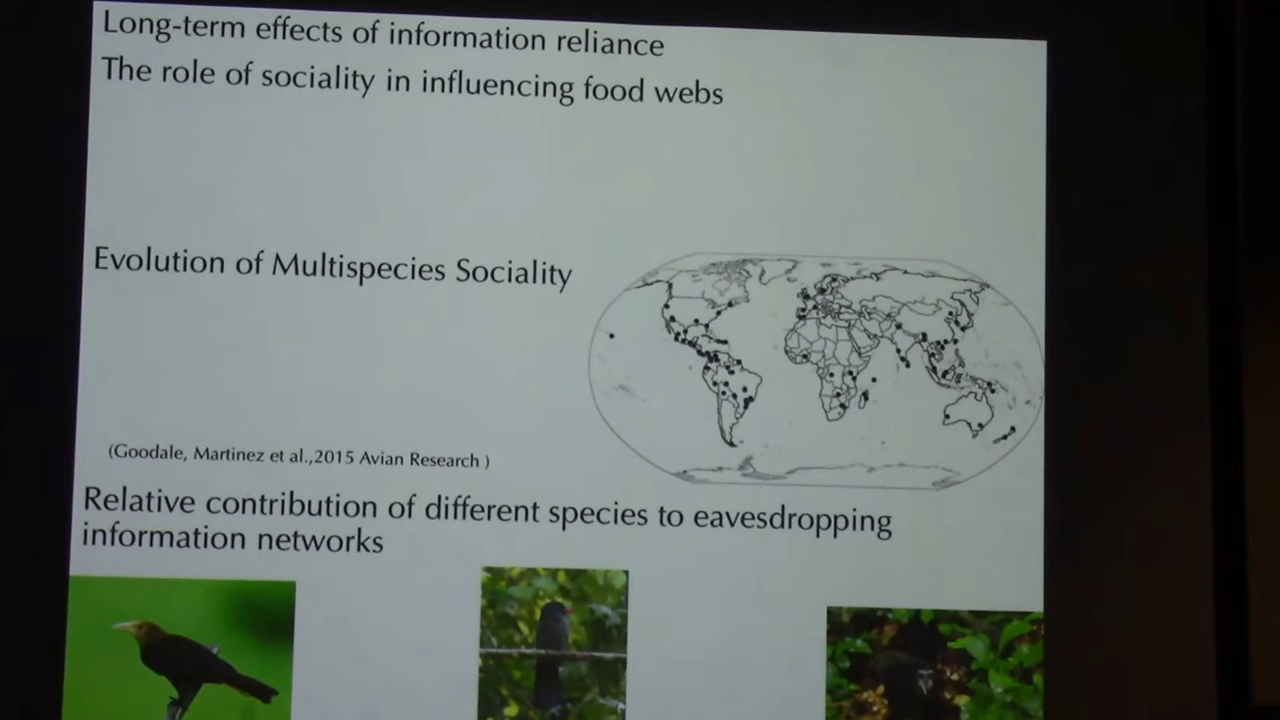 Long-term effects of information reliance
The role of sociality in influencing food webs
Evolution of Multispecies Sociality
(Goodale, Martinez et al.,2015 Avian Research )
Relative contribution of different species to eavesdropping
information networks